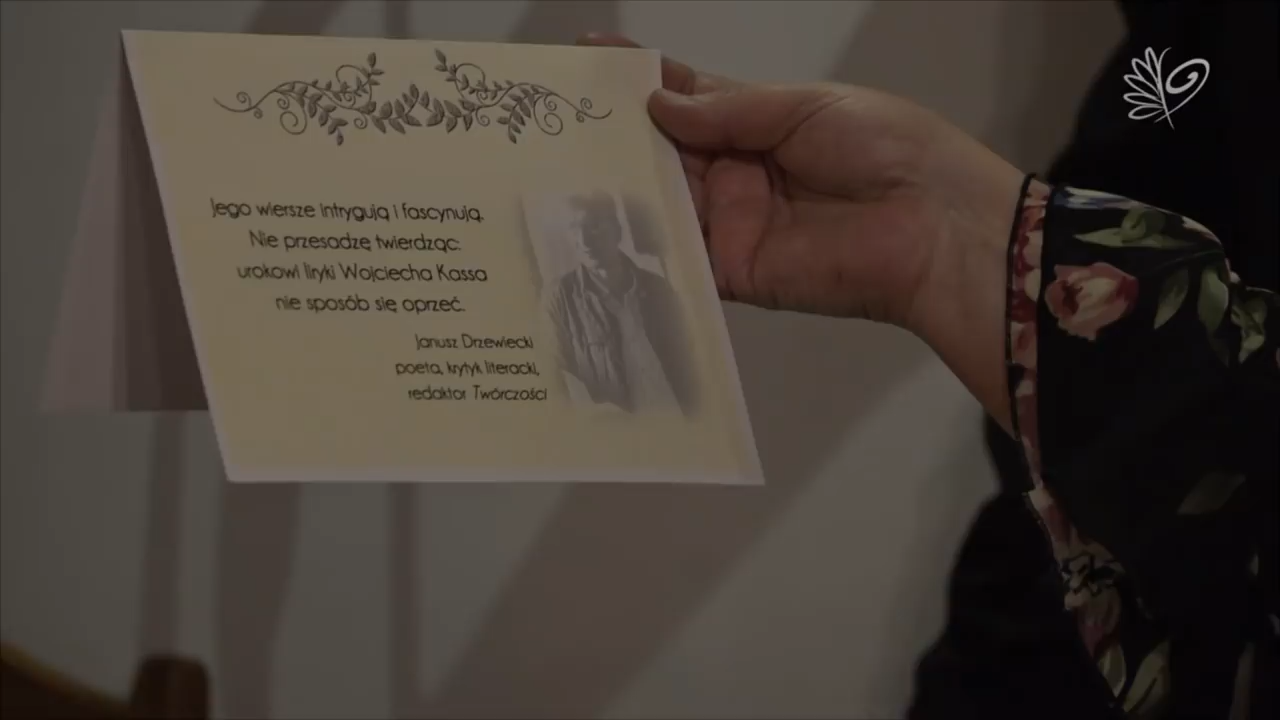 Jego wiersze intrygują i fascynują.
Nie przesadzę twierdząc:
urokowi liryki Wojciecha Kassa
nie sposób się oprzeć.
Janusz Drzewiecki
poeta, krytyk literacki,
redaktor Twórczości